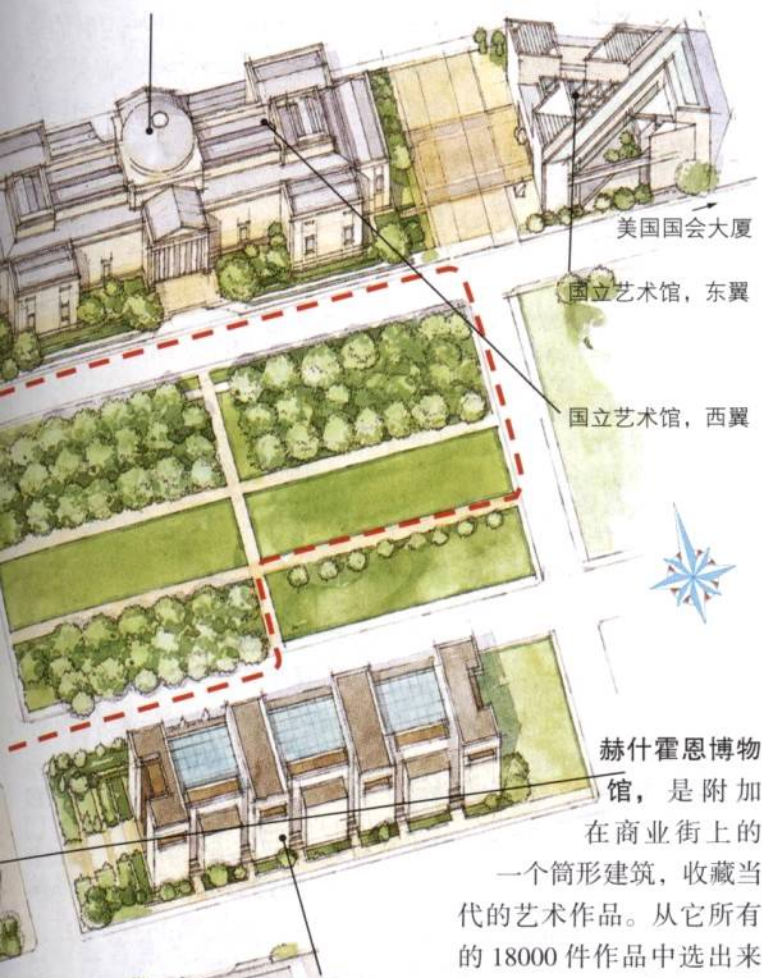 美国国会大厦
国立艺术馆，东翼
国立艺术馆，西翼
赫什霍恩博物
馆，是附加
在商业街上的
一个筒形建筑，收藏当
代的艺术作品。从它所有
的 18000 件作品中选出来